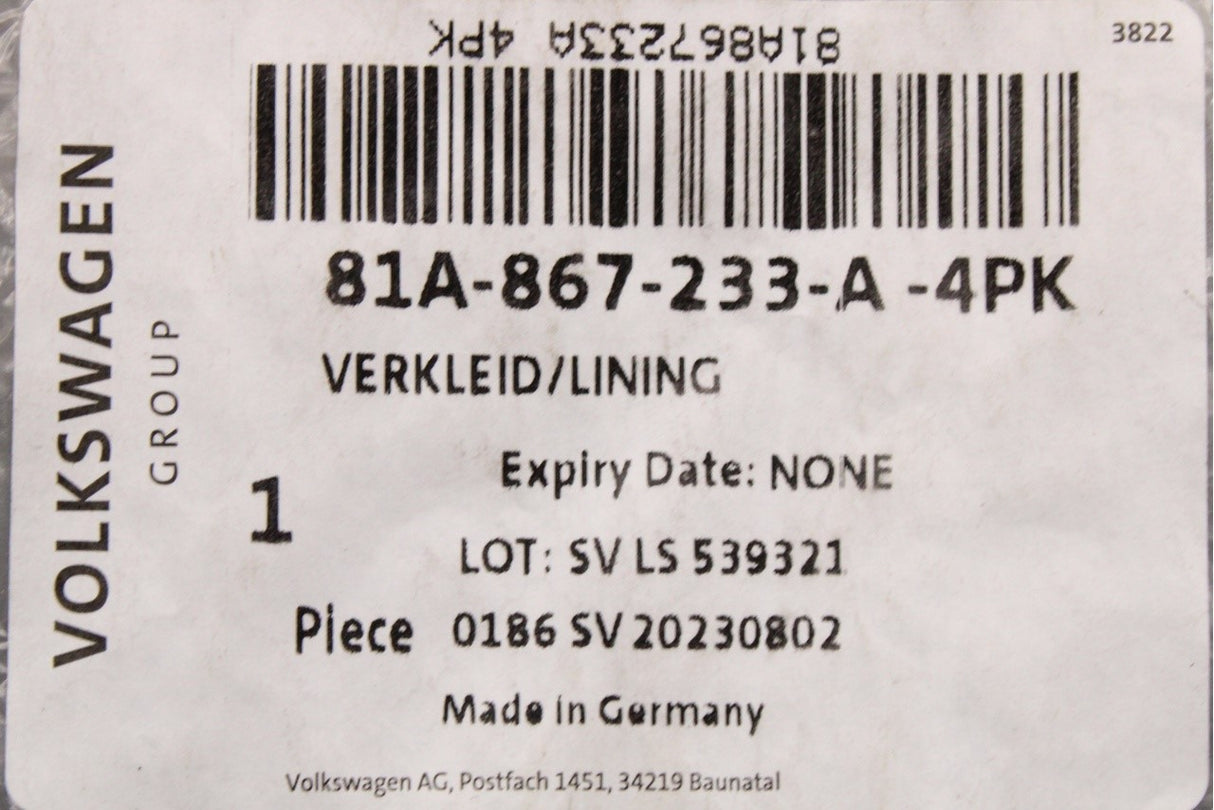 81A867233A 4PK
3822
81A-867-233-A -4PK
VERKLEID/LINING
Expiry Date: NONE
1
LOT: SV LS 539321
Piece 0186 SV 20230802
Made in Germany
Volkswagen AG, Postfach 1451, 34219 Baunatal
VOLKSWAGEN
GROUP